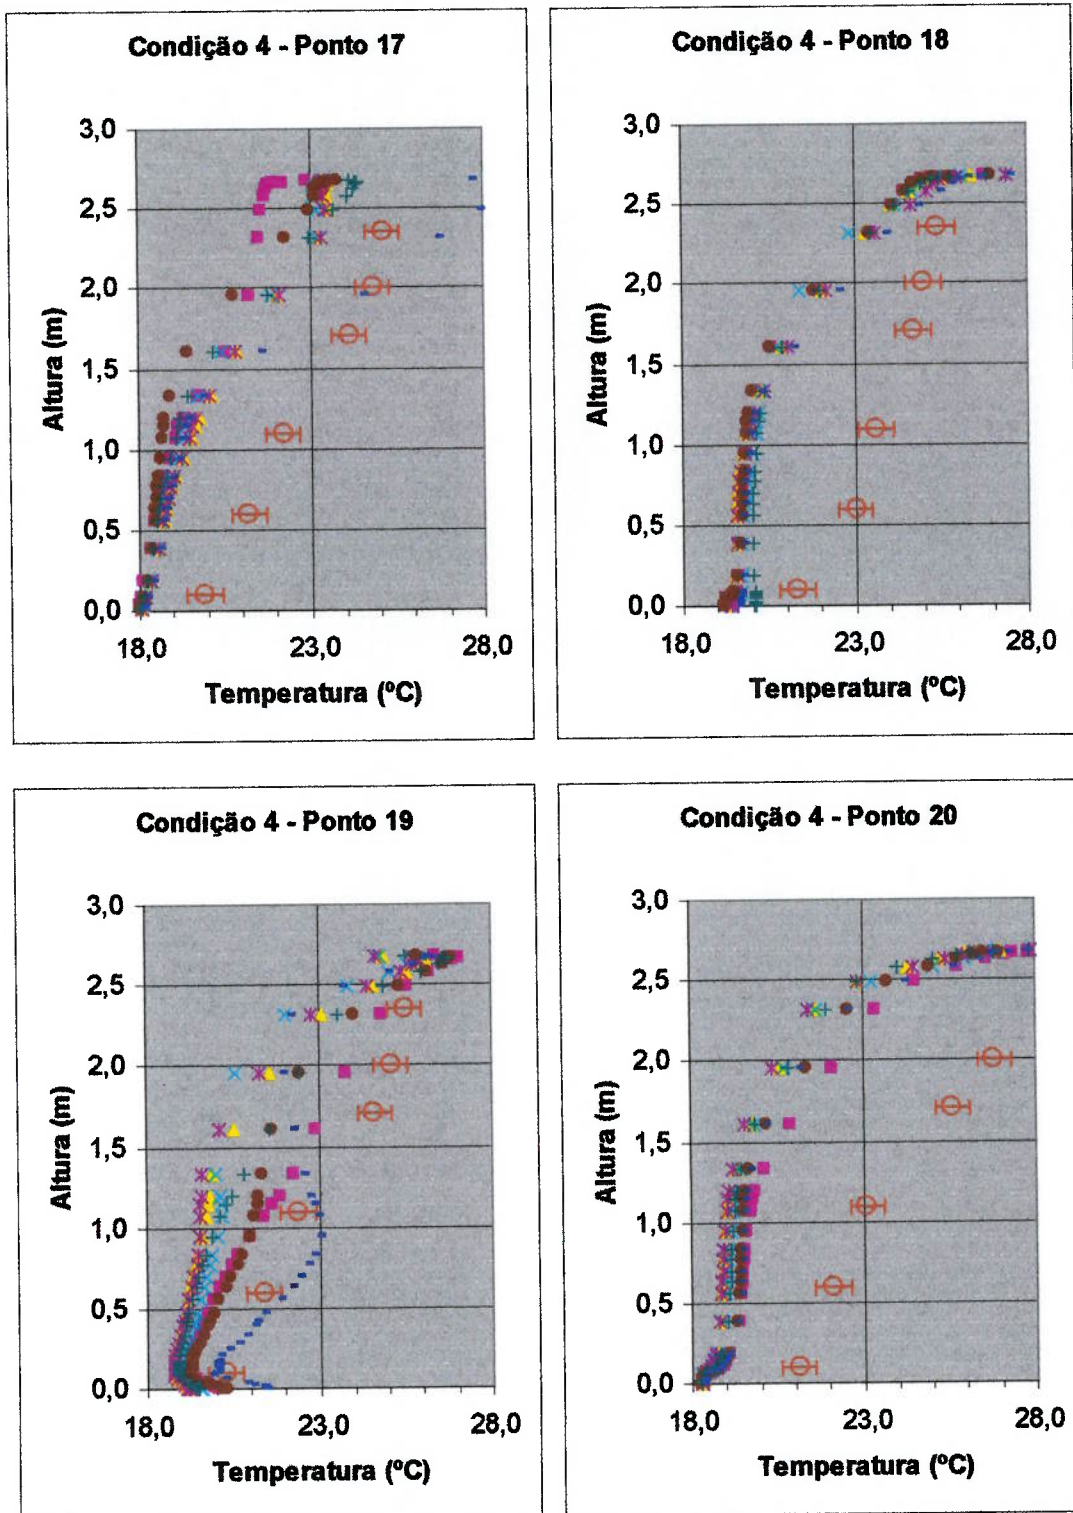 Condição 4 - Ponto 17
3,0
2,5
2,0
1,5
1,0
0,5
0,0
Altura (m)
18,0 23,0 28,0
Temperatura (ºC)
Condição 4 - Ponto 18
3,0
2,5
2,0
1,5
1,0
0,5
0,0
Altura (m)
18,0 23,0 28,0
Temperatura (ºC)
Condição 4 - Ponto 19
3,0
2,5
2,0
1,5
1,0
0,5
0,0
Altura (m)
18,0 23,0 28,0
Temperatura (ºC)
Condição 4 - Ponto 20
3,0
2,5
2,0
1,5
1,0
0,5
0,0
Altura (m)
18,0 23,0 28,0
Temperatura (ºC)